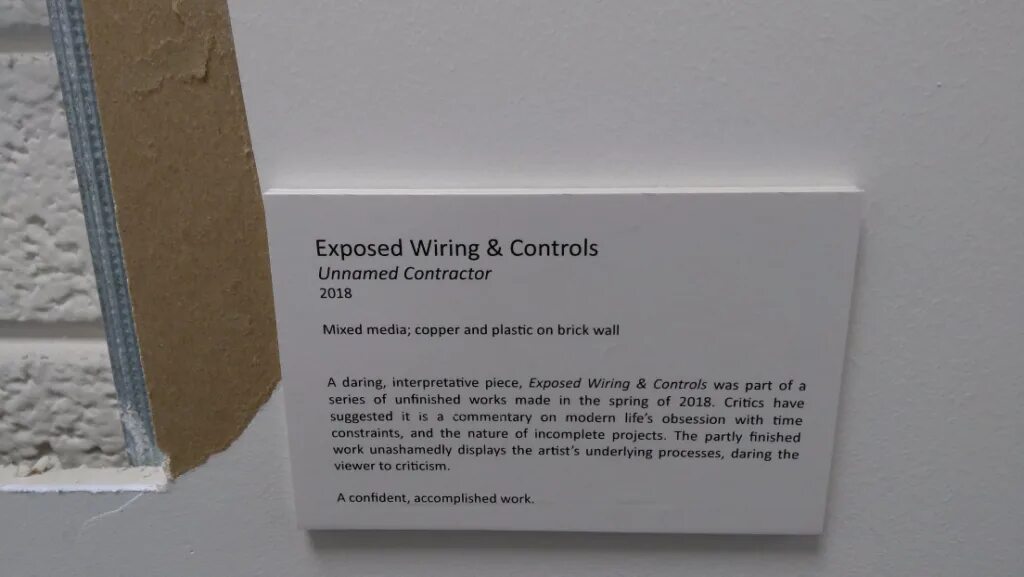 Exposed Wiring & Controls
Unnamed Contractor
2018
Mixed media; copper and plastic on brick wall
A daring, interpretative piece, Exposed Wiring & Controls was part of a
series of unfinished works made in the spring of 2018. Critics have
suggested it is a commentary on modern life's obsession with time
constraints, and the nature of incomplete projects. The partly finished
work unashamedly displays the artist's underlying processes, daring the
viewer to criticism.
A confident, accomplished work.